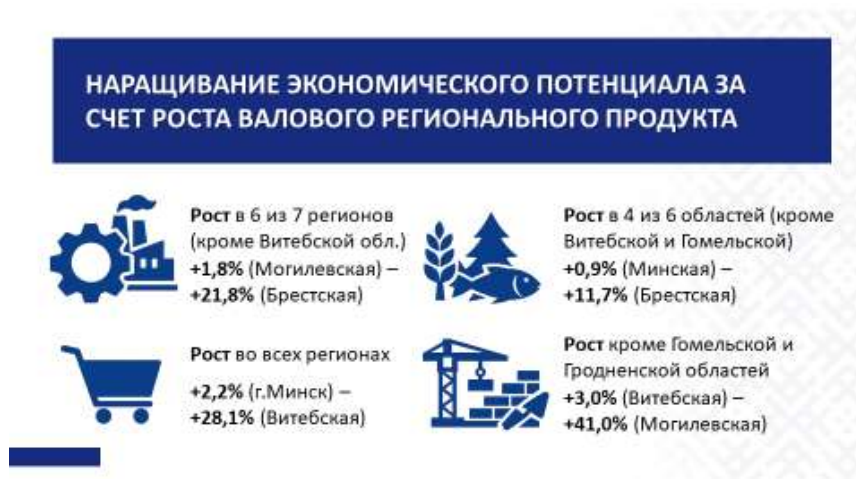 НАРАЩИВАНИЕ ЭКОНОМИЧЕСКОГО ПОТЕНЦИАЛА ЗА
СЧЕТ РОСТА ВАЛОВОГО РЕГИОНАЛЬНОГО ПРОДУКТА
Рост в 6 из 7 регионов
(кроме Витебской обл.)
+1,8% (Могилевская) –
+21,8% (Брестская)
Рост в 4 из 6 областей (кроме
Витебской и Гомельской)
+0,9% (Минская) –
+11,7% (Брестская)
Рост во всех регионах
+2,2% (г.Минск) –
+28,1% (Витебская)
Рост кроме Гомельской и
Гродненской областей
+3,0% (Витебская) –
+41,0% (Могилевская)